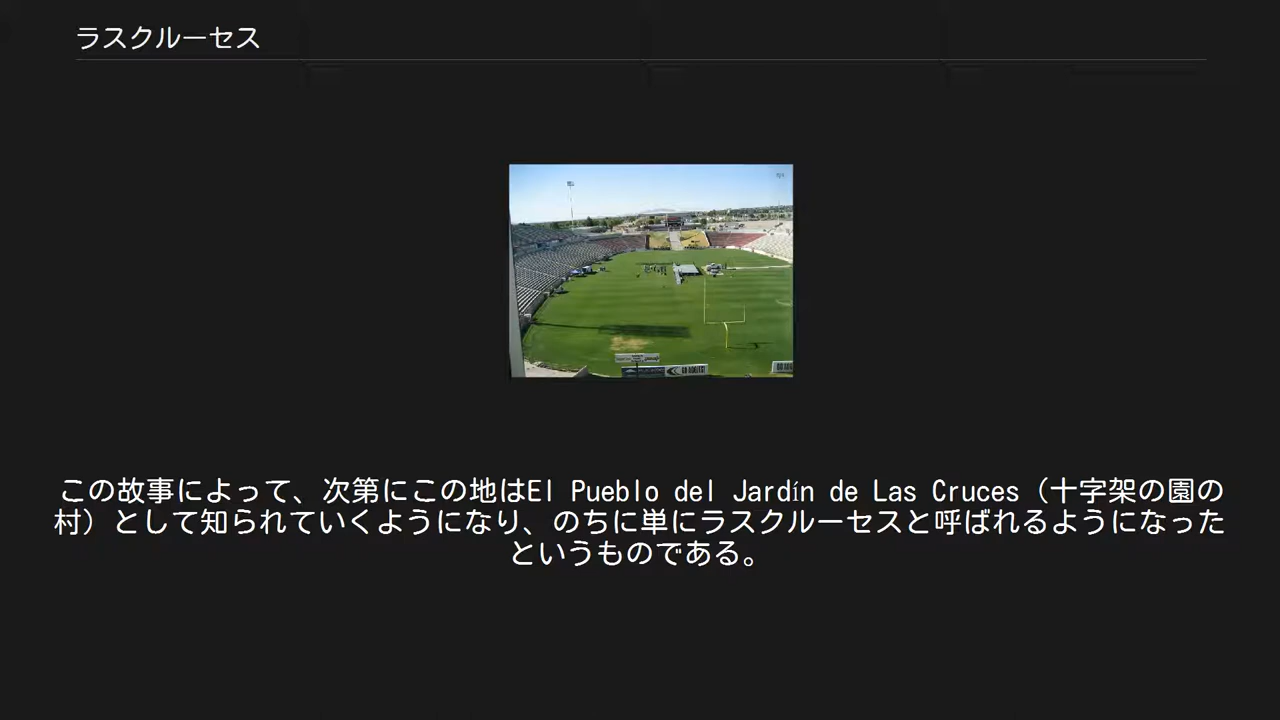 ラスクルーセス
この故事によって、次第にこの地はEl Pueblo del Jardín de Las Cruces（十字架の園の
村）として知られていくようになり、のちに単にラスクルーセスと呼ばれるようになった
というものである。